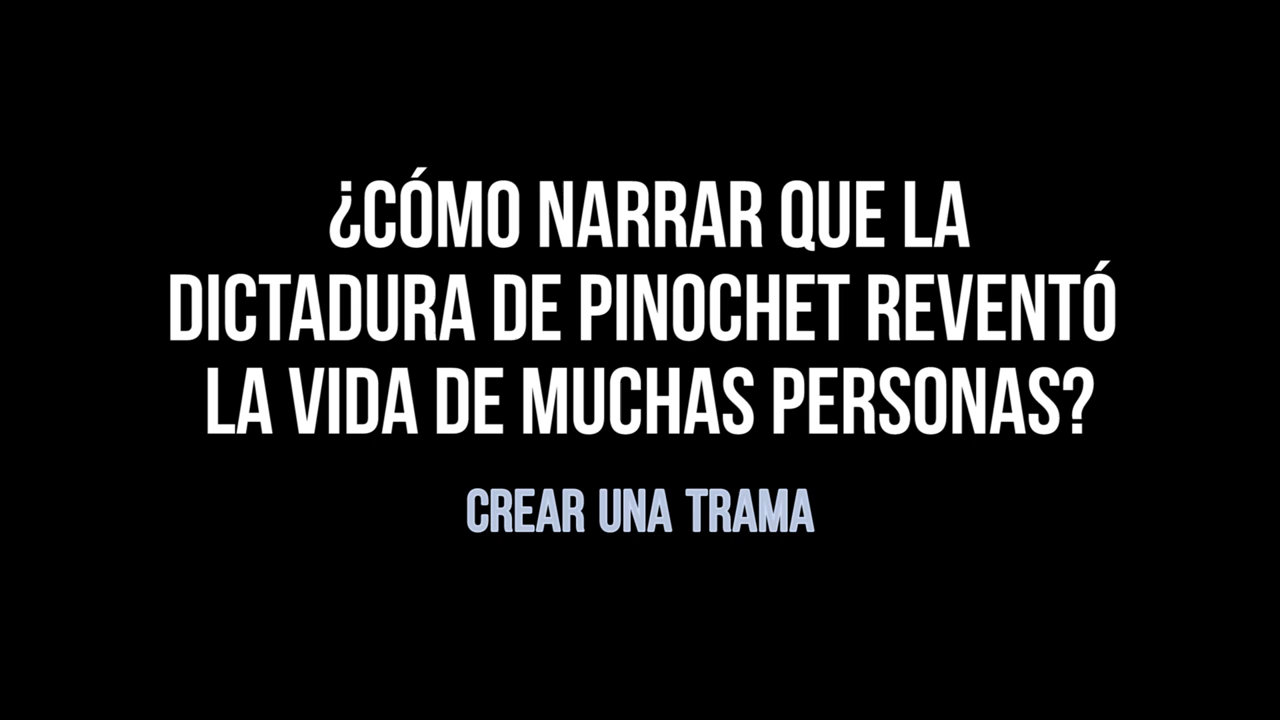 ¿CÓMO NARRAR QUE LA
DICTADURA DE PINOCHET REVENTÓ
LA VIDA DE MUCHAS PERSONAS?
CREAR UNA TRAMA